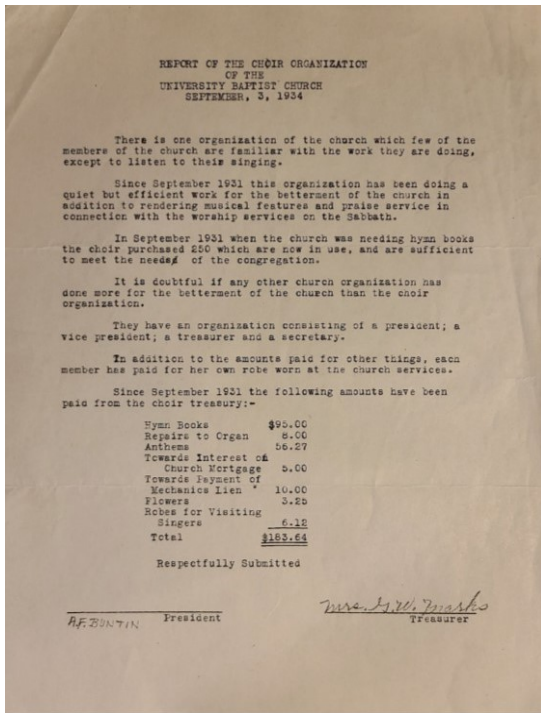 REPORT OF THE CHOIR ORGANIZATION
OF THE
UNIVERSITY BAPTIST CHURCH
SEPTEMBER, 3, 1934
There is one organization of the church which few of the
members of the church are familiar with the work they are doing,
except to listen to their singing.
Since September 1931 this organization has been doing a
quiet but efficient work for the betterment of the church in
addition to rendering musical features and praise service in
connection with the worship services on the Sabbath.
In September 1931 when the church was needing hymn books
the choir purchased 250 which are now in use, and are sufficient
to meet the needs of the congregation.
It is doubtful if any other church organization has
done more for the betterment of the church than the choir
organization.
They have an organization consisting of a president; a
vice president; a treasurer and a secretary.
In addition to the amounts paid for other things, each
member has paid for her own robe worn at the church services.
Since September 1931 the following amounts have been
paid from the choir treasury:-
Hymn Books $95.00
Repairs to Organ 8.00
Anthems 56.27
Towards Interest on
Church Mortgage 5.00
Towards Payment of
Mechanics Lien " 10.00
Flowers 3.25
Robes for Visiting
Singers 6.12
Total $183.64
Respectfully Submitted
A.F. BUNTIN President
Mrs. G.W. Marks
Treasurer